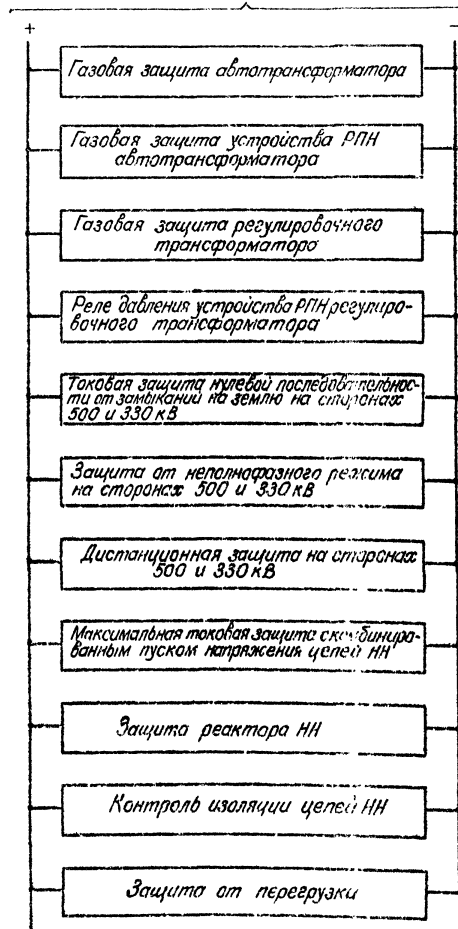 + −
Газовая защита автотрансформатора
Газовая защита устройства РПН
автотрансформатора
Газовая защита регулировочного
трансформатора
Реле давления устройства РПН регулиро-
вочного трансформатора
Токовая защита нулевой последовательнос-
ти от замыканий на землю на сторонах
500 и 330 кВ
Защита от неполнофазного режима
на сторонах 500 и 330 кВ
Дистанционная защита на сторонах
500 и 330 кВ
Максимальная токовая защита с комбиниро-
ванным пуском напряжения цепей НН
Защита реактора НН
Контроль изоляции цепей НН
Защита от перегрузки